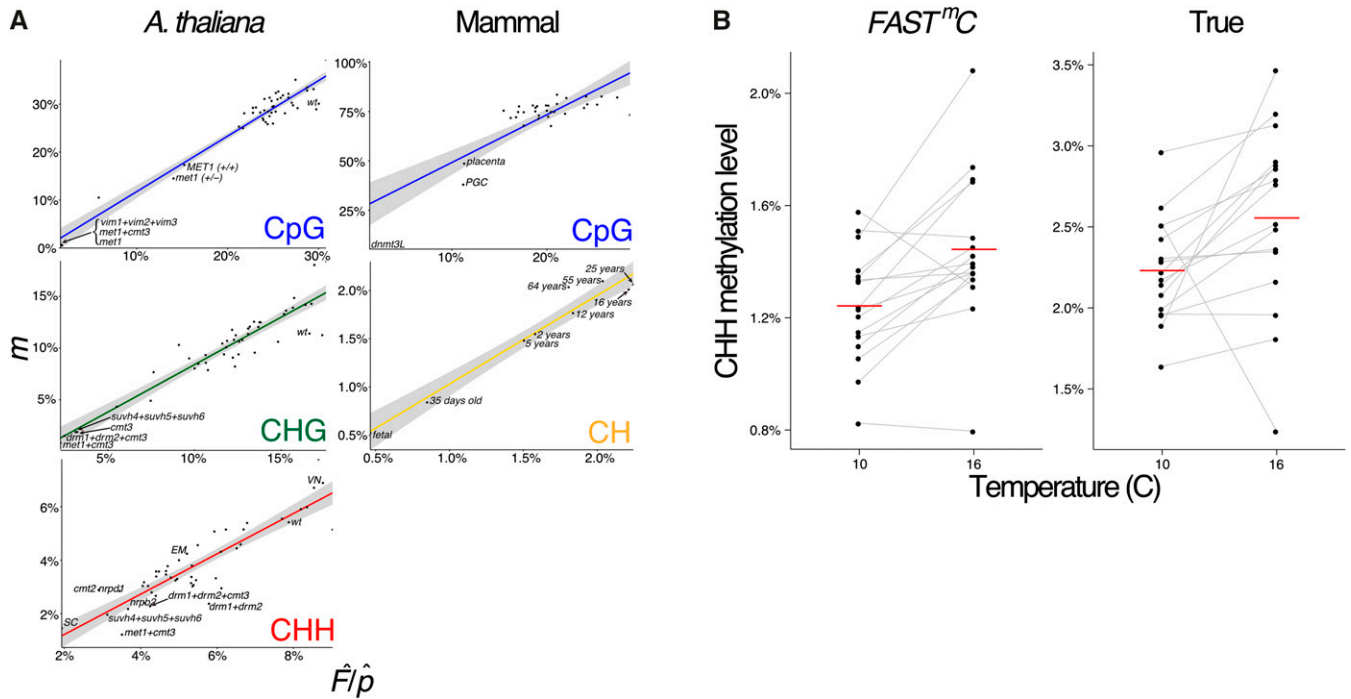 A
A. thaliana
Mammal
B
FAST^mC
True
m
30%
20%
10%
0%
wt
MET1 (+/+)
met1 (+/−)
vim1+vim2+vim3
met1+cmt3
met1
CpG
0%
10%
20%
30%
100%
75%
50%
25%
placenta
PGC
dnmt3L
CpG
10%
20%
15%
10%
5%
wt
suvh4+suvh5+suvh6
cmt3
drm1+drm2+cmt3
met1+cmt3
CHG
5%
10%
15%
2.0%
1.5%
1.0%
0.5%
25 years
55 years
64 years
16 years
12 years
2 years
5 years
35 days old
fetal
CH
0.5%
1.0%
1.5%
2.0%
6%
4%
2%
VN
wt
EM
cmt2
nrpd1
drm1+drm2+cmt3
nrpb2
drm1+drm2
SC
suvh4+suvh5+suvh6
met1+cmt3
CHH
2%
4%
6%
8%
F̂/p̂
CHH methylation level
2.0%
1.6%
1.2%
0.8%
10
16
3.5%
3.0%
2.5%
2.0%
1.5%
10
16
Temperature (C)